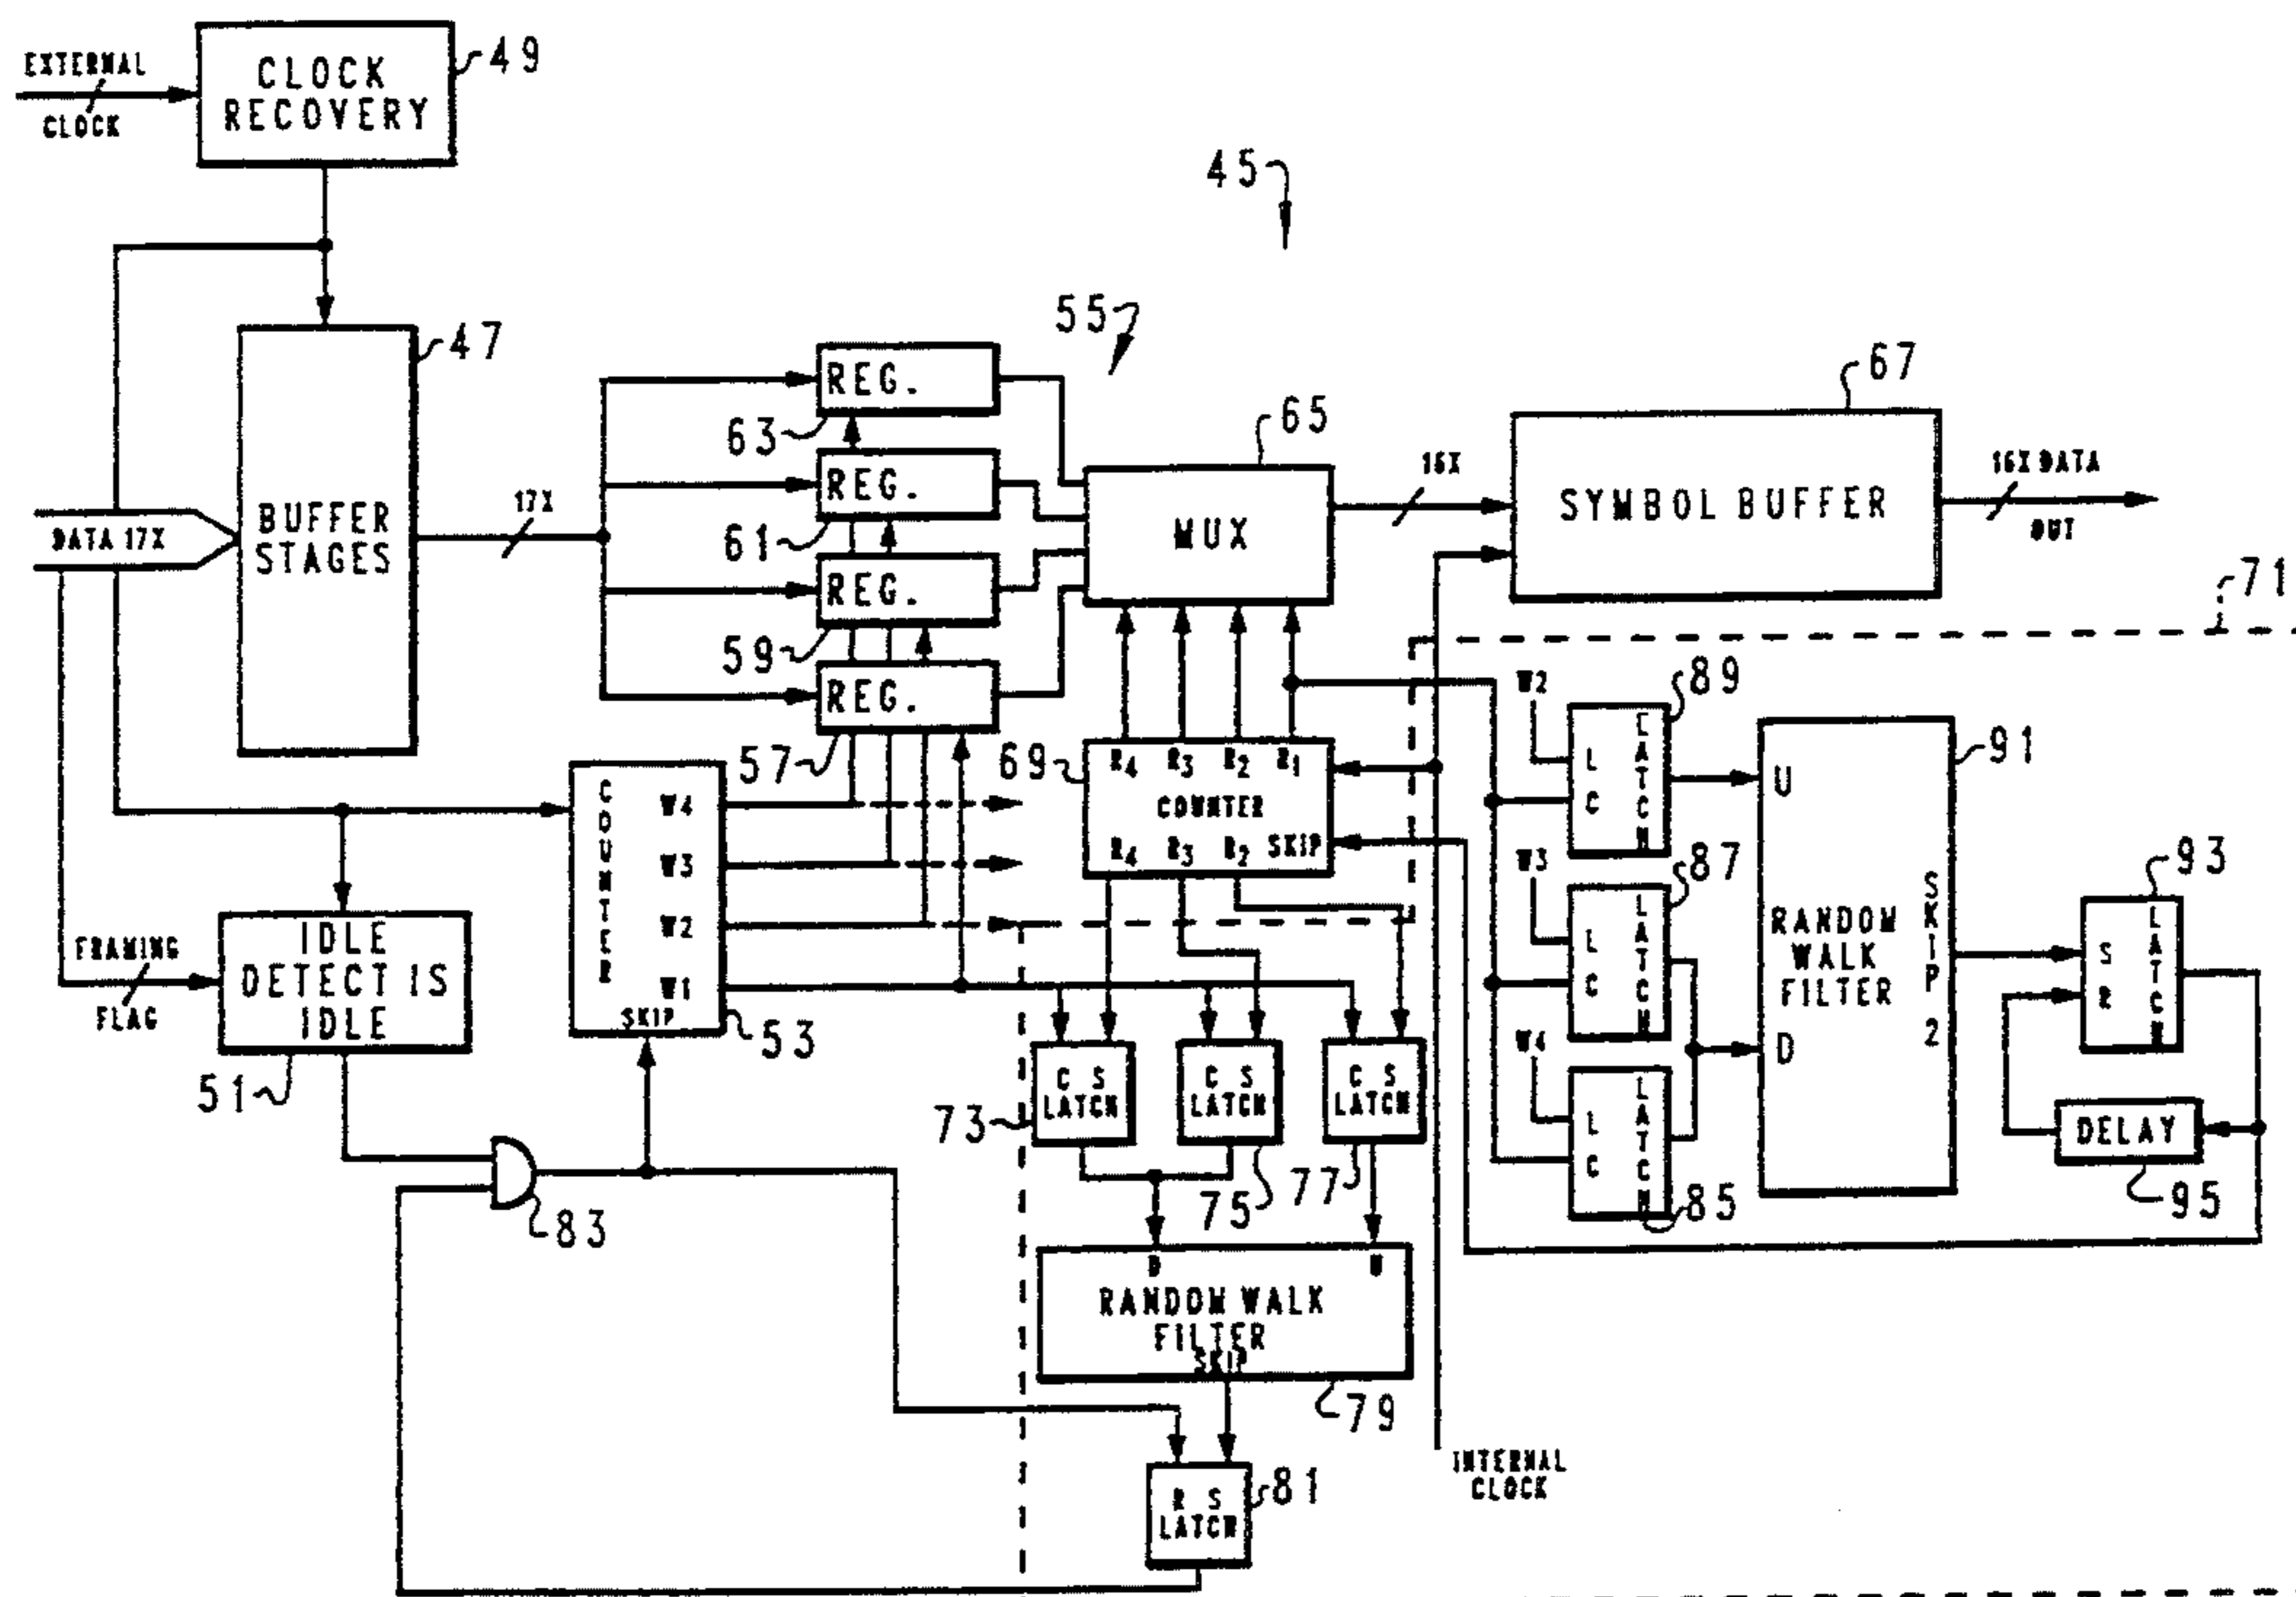 EXTERNAL
CLOCK
CLOCK
RECOVERY
49
45
BUFFER
STAGES
47
DATA 17X
17X
55
REG.
63
REG.
61
REG.
59
REG.
57
MUX
65
16X
SYMBOL BUFFER
67
16X DATA
OUT
71
FRAMING
FLAG
IDLE
DETECT IS
IDLE
51
COUNTER
W4
W3
W2
W1
SKIP
53
69
R4 R3 R2 R1
COUNTER
R4 R3 R2 SKIP
W2
L
C
LATCH
89
W3
L
C
LATCH
87
W4
L
C
LATCH
85
U
D
RANDOM
WALK
FILTER
SKIP 2
91
S
R
LATCH
93
DELAY
95
C S
LATCH
73
C S
LATCH
75
C S
LATCH
77
83
D U
RANDOM WALK
FILTER
SKIP
79
R S
LATCH
81
INTERNAL
CLOCK